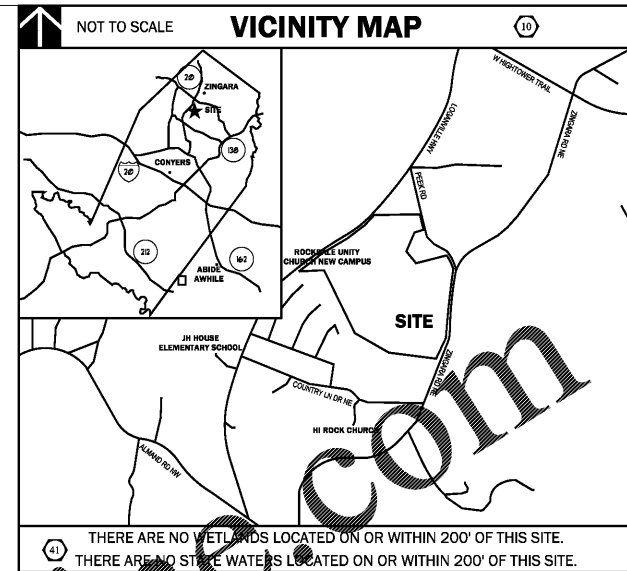 NOT TO SCALE
VICINITY MAP
10
20
ZINGARA
SITE
138
CONYERS
20
212
162
ABIDE
AWHILE
W HIGHTOWER TRAIL
LOGANVILLE HWY
ZINGARA RD NE
PEEK RD
ROCKDALE UNITY
CHURCH NEW CAMPUS
SITE
JH HOUSE
ELEMENTARY SCHOOL
ZINGARA RD NE
COUNTRY LN DR NE
HI ROCK CHURCH
ALMAND RD NW
41
THERE ARE NO WETLANDS LOCATED ON OR WITHIN 200' OF THIS SITE.
THERE ARE NO STATE WATERS LOCATED ON OR WITHIN 200' OF THIS SITE.
e.com